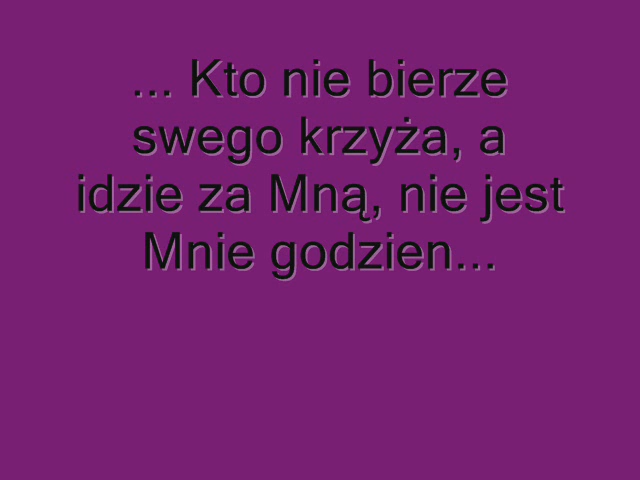 ... Kto nie bierze
swego krzyża, a
idzie za Mną, nie jest
Mnie godzien...